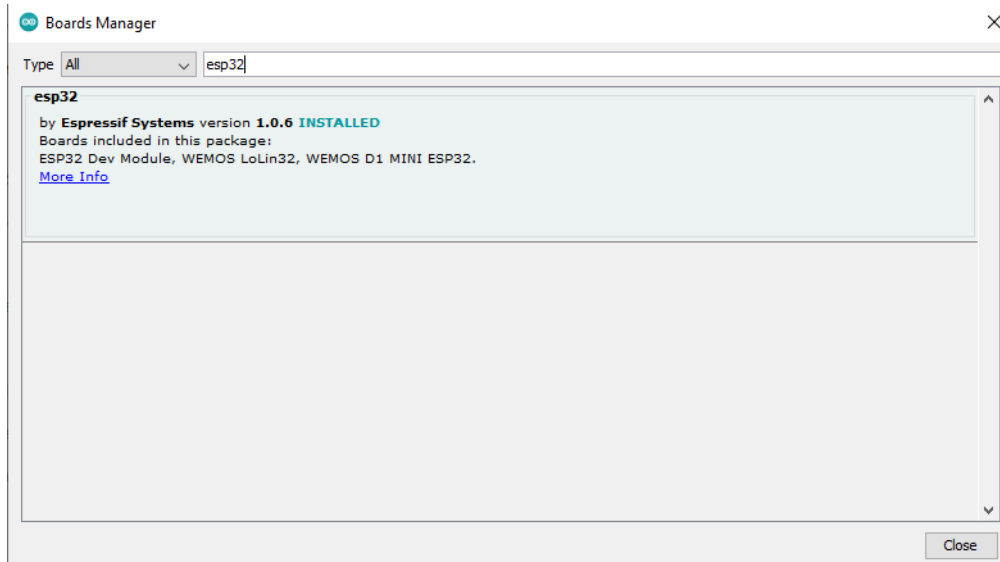 Boards Manager
Type All esp32
esp32
by Espressif Systems version 1.0.6 INSTALLED
Boards included in this package:
ESP32 Dev Module, WEMOS LoLin32, WEMOS D1 MINI ESP32.
More Info
Close